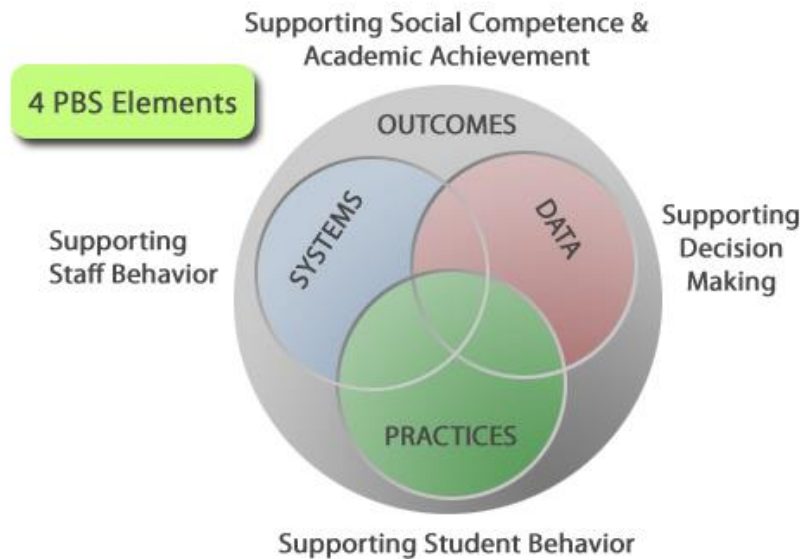 Supporting Social Competence &
Academic Achievement
4 PBS Elements
OUTCOMES
SYSTEMS
DATA
Supporting
Staff Behavior
Supporting
Decision
Making
PRACTICES
Supporting Student Behavior